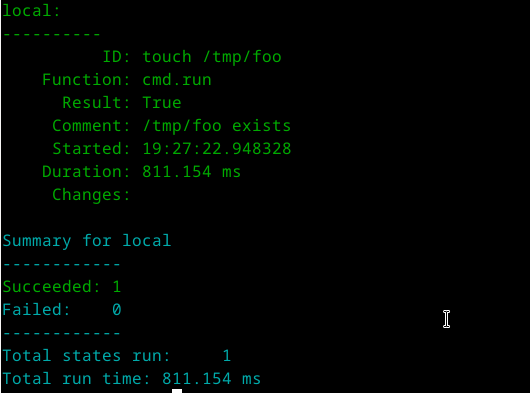 local:
----------
          ID: touch /tmp/foo
    Function: cmd.run
      Result: True
     Comment: /tmp/foo exists
     Started: 19:27:22.948328
    Duration: 811.154 ms
     Changes:

Summary for local
------------
Succeeded: 1
Failed:    0
------------
Total states run:     1
Total run time: 811.154 ms